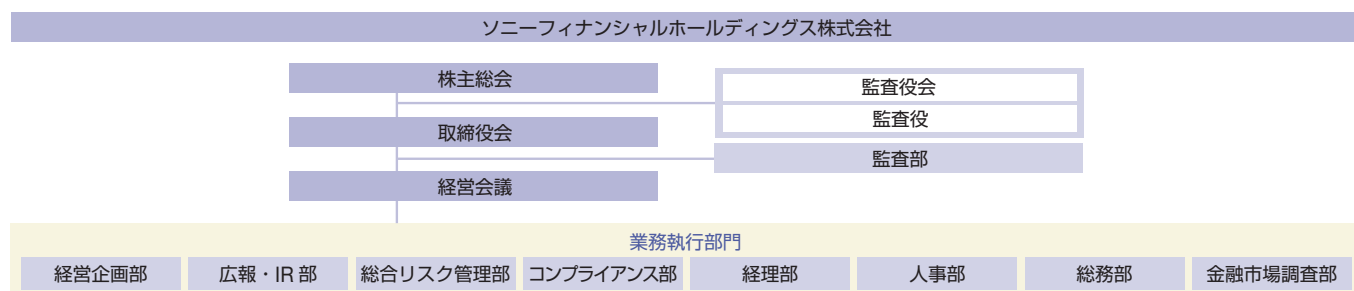 ソニーフィナンシャルホールディングス株式会社
株主総会
監査役会
監査役
取締役会
監査部
経営会議
業務執行部門
経営企画部
広報・IR 部
総合リスク管理部
コンプライアンス部
経理部
人事部
総務部
金融市場調査部